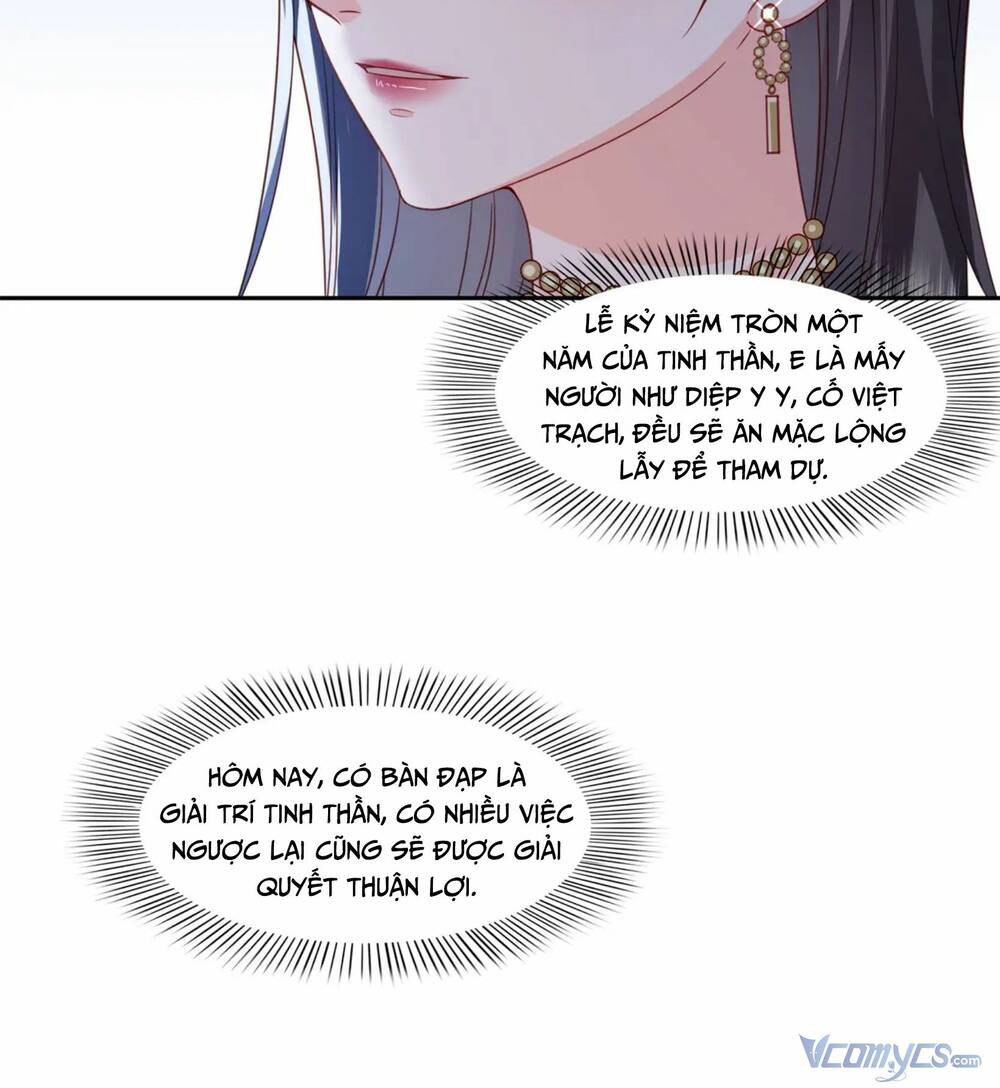 LỄ KỶ NIỆM TRÒN MỘT
NĂM CỦA TINH THẦN, E LÀ MẤY
NGƯỜI NHƯ DIỆP Y Y, CỐ VIỆT
TRẠCH, ĐỀU SẼ ĂN MẶC LỘNG
LẪY ĐỂ THAM DỰ.
HÔM NAY, CÓ BÀN ĐẠP LÀ
GIẢI TRÍ TINH THẦN, CÓ NHIỀU VIỆC
NGƯỢC LẠI CŨNG SẼ ĐƯỢC GIẢI
QUYẾT THUẬN LỢI.
VCOMYCS.com